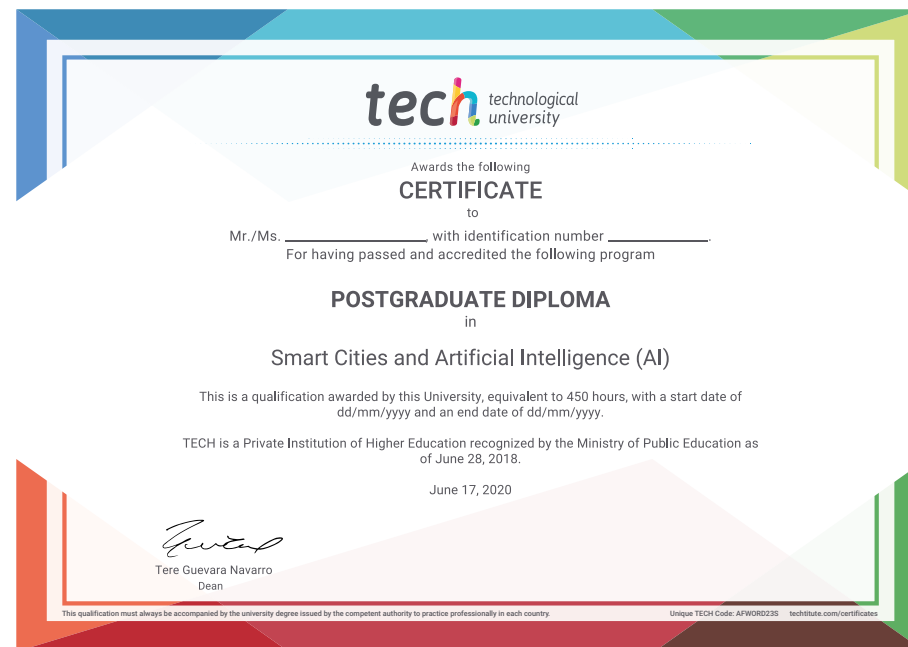 tech technological
university
Awards the following
CERTIFICATE
to
Mr./Ms. ____________________, with identification number ______________.
For having passed and accredited the following program
POSTGRADUATE DIPLOMA
in
Smart Cities and Artificial Intelligence (AI)
This is a qualification awarded by this University, equivalent to 450 hours, with a start date of
dd/mm/yyyy and an end date of dd/mm/yyyy.
TECH is a Private Institution of Higher Education recognized by the Ministry of Public Education as
of June 28, 2018.
June 17, 2020
Tere Guevara Navarro
Dean
This qualification must always be accompanied by the university degree issued by the competent authority to practice professionally in each country.
Unique TECH Code: AFWORD23S techtitute.com/certificates